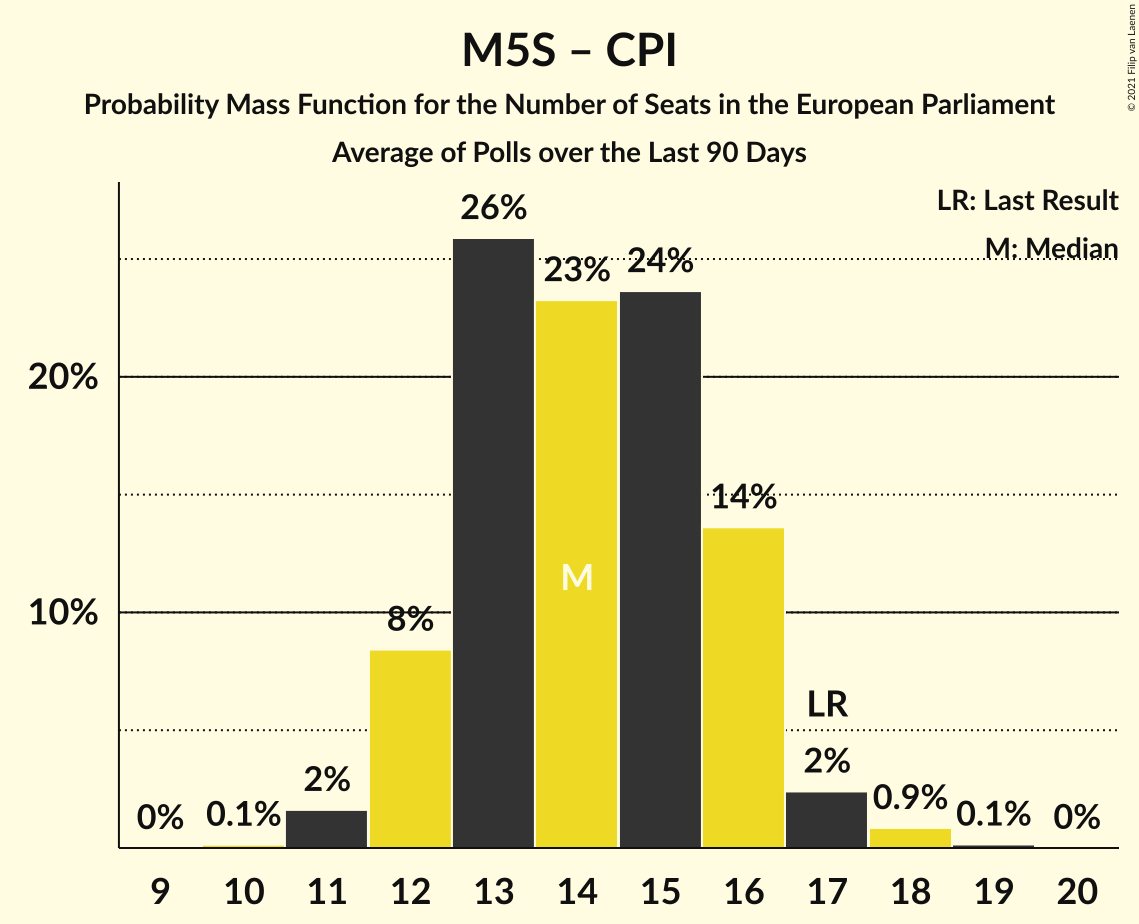 M5S – CPI
Probability Mass Function for the Number of Seats in the European Parliament
Average of Polls over the Last 90 Days
© 2021 Filip van Laenen
LR: Last Result
M: Median
20%
10%
0%
0.1%
2%
8%
26%
23%
24%
14%
2%
0.9%
0.1%
0%
M
LR
9 10 11 12 13 14 15 16 17 18 19 20